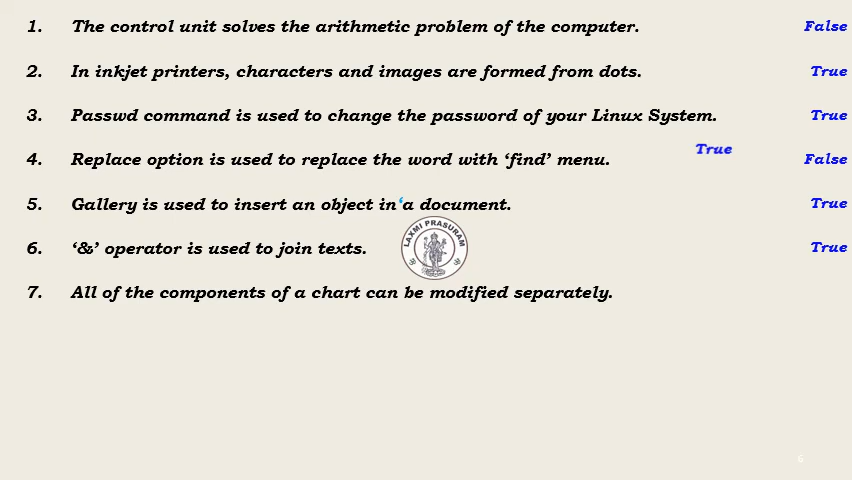 1. The control unit solves the arithmetic problem of the computer. False
2. In inkjet printers, characters and images are formed from dots. True
3. Passwd command is used to change the password of your Linux System. True
True
4. Replace option is used to replace the word with ‘find’ menu. False
5. Gallery is used to insert an object in‘a document. True
LAXMI PRASURAM
6. ‘&’ operator is used to join texts. True
7. All of the components of a chart can be modified separately.
6